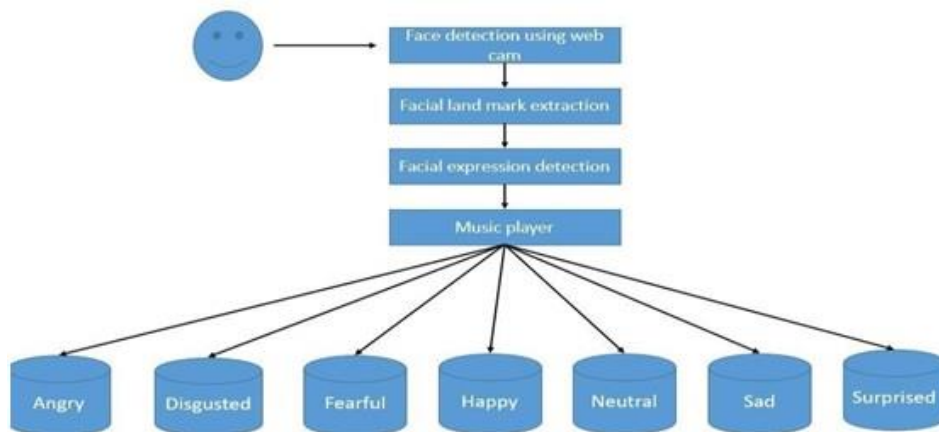 Face detection using web
cam
Facial land mark extraction
Facial expression detection
Music player
Angry
Disgusted
Fearful
Happy
Neutral
Sad
Surprised